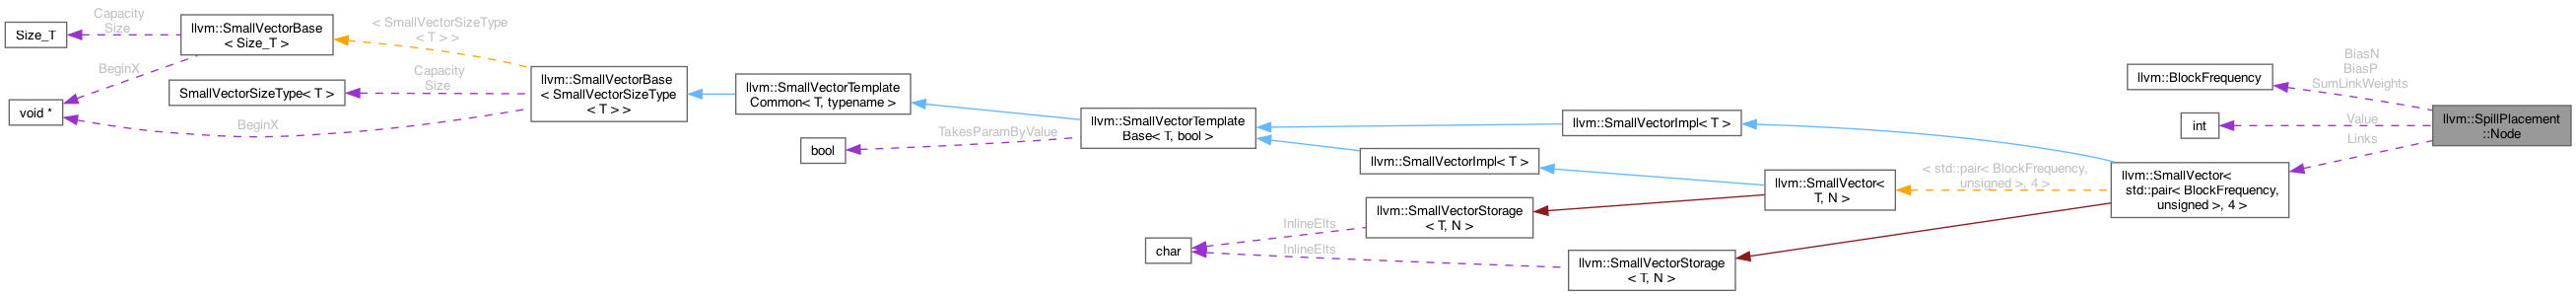 Size_T
Capacity
Size
llvm::SmallVectorBase
< Size_T >
< SmallVectorSizeType
< T > >
BeginX
void *
SmallVectorSizeType< T >
Capacity
Size
BeginX
llvm::SmallVectorBase
< SmallVectorSizeType
< T > >
llvm::SmallVectorTemplate
Common< T, typename >
bool
TakesParamByValue
llvm::SmallVectorTemplate
Base< T, bool >
llvm::SmallVectorImpl< T >
llvm::SmallVectorImpl< T >
llvm::SmallVectorStorage
< T, N >
char
InlineElts
InlineElts
llvm::SmallVectorStorage
< T, N >
llvm::SmallVector<
T, N >
< std::pair< BlockFrequency,
unsigned >, 4 >
llvm::SmallVector<
std::pair< BlockFrequency,
unsigned >, 4 >
llvm::BlockFrequency
int
BiasN
BiasP
SumLinkWeights
Value
Links
llvm::SpillPlacement
::Node